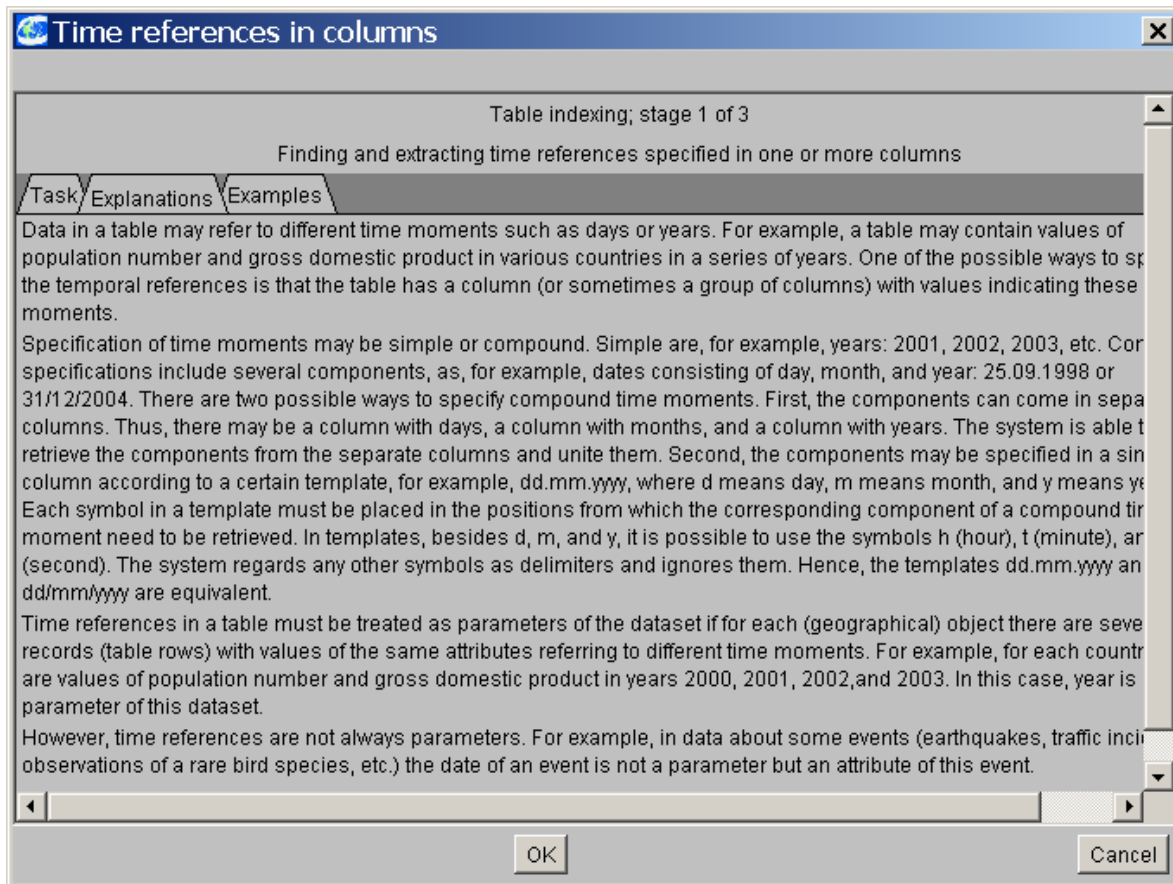 Time references in columns
Table indexing; stage 1 of 3
Finding and extracting time references specified in one or more columns
Task Explanations Examples
Data in a table may refer to different time moments such as days or years. For example, a table may contain values of
population number and gross domestic product in various countries in a series of years. One of the possible ways to sp
the temporal references is that the table has a column (or sometimes a group of columns) with values indicating these
moments.
Specification of time moments may be simple or compound. Simple are, for example, years: 2001, 2002, 2003, etc. Con
specifications include several components, as, for example, dates consisting of day, month, and year: 25.09.1998 or
31/12/2004. There are two possible ways to specify compound time moments. First, the components can come in sepa
columns. Thus, there may be a column with days, a column with months, and a column with years. The system is able t
retrieve the components from the separate columns and unite them. Second, the components may be specified in a sin
column according to a certain template, for example, dd.mm.yyyy, where d means day, m means month, and y means ye
Each symbol in a template must be placed in the positions from which the corresponding component of a compound tir
moment need to be retrieved. In templates, besides d, m, and y, it is possible to use the symbols h (hour), t (minute), ar
(second). The system regards any other symbols as delimiters and ignores them. Hence, the templates dd.mm.yyyy an
dd/mm/yyyy are equivalent.
Time references in a table must be treated as parameters of the dataset if for each (geographical) object there are seve
records (table rows) with values of the same attributes referring to different time moments. For example, for each countr
are values of population number and gross domestic product in years 2000, 2001, 2002,and 2003. In this case, year is
parameter of this dataset.
However, time references are not always parameters. For example, in data about some events (earthquakes, traffic inci
observations of a rare bird species, etc.) the date of an event is not a parameter but an attribute of this event.
OK Cancel